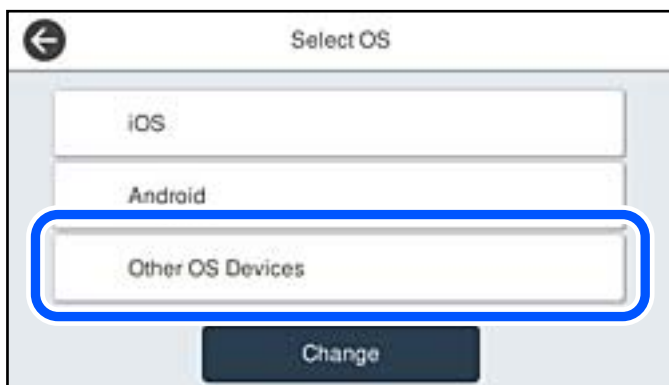 Select OS
iOS
Android
Other OS Devices
Change